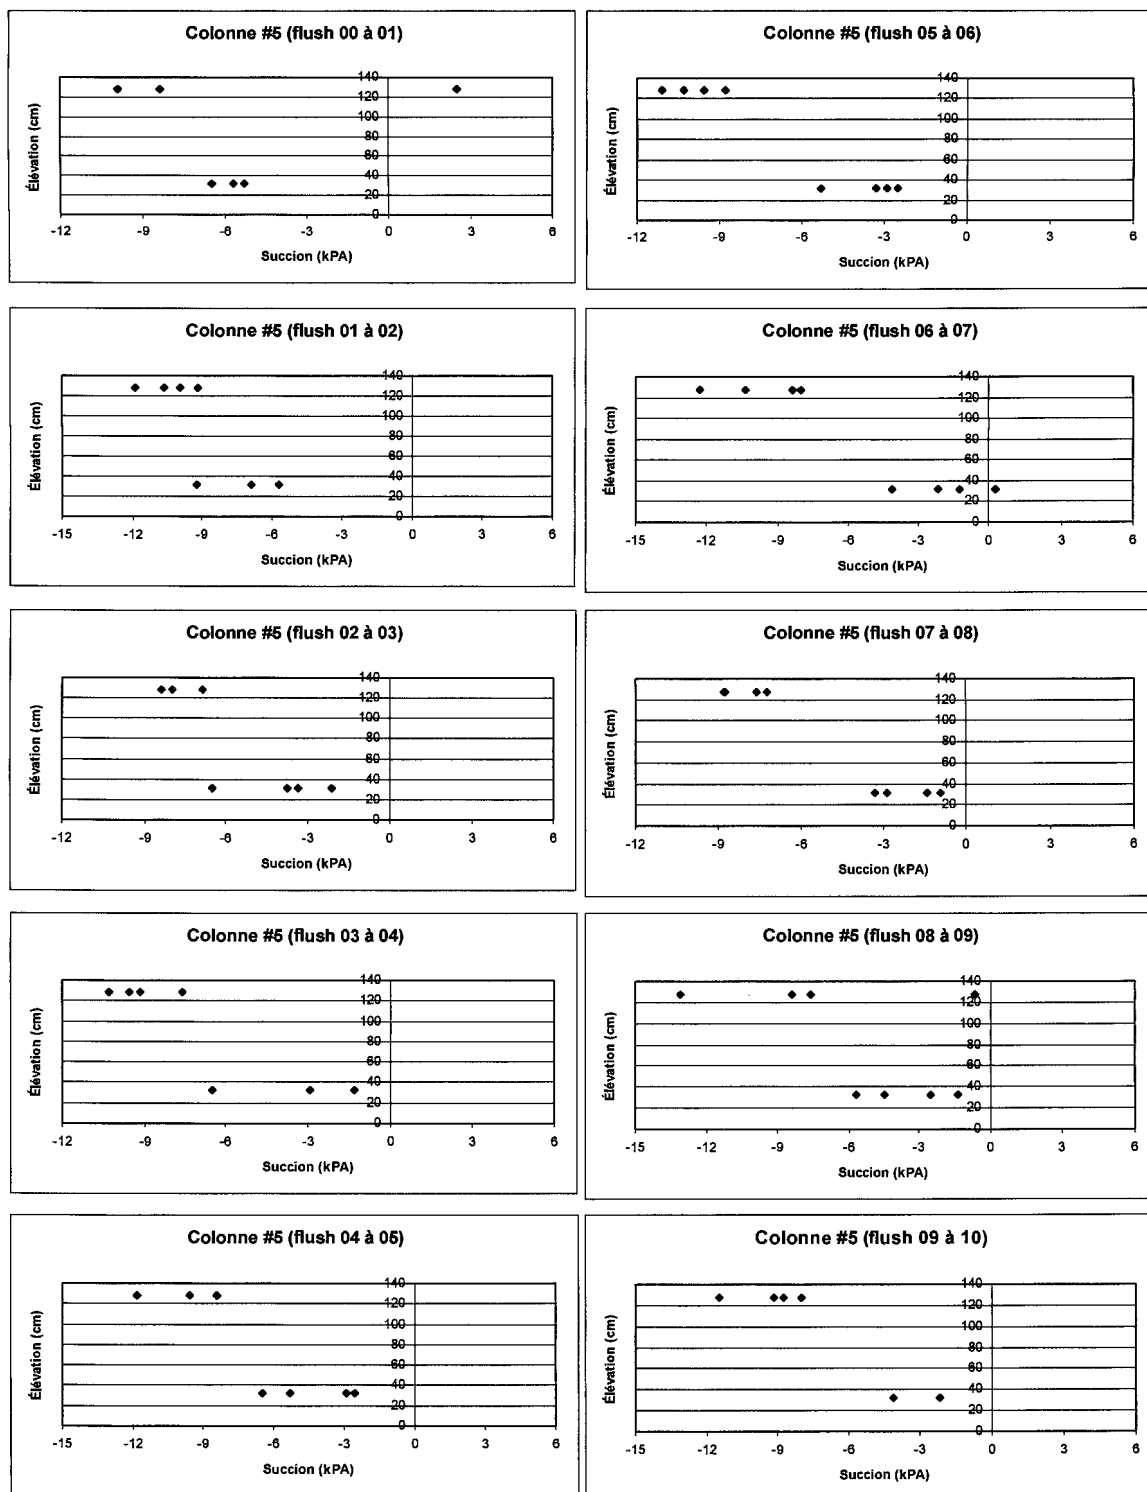 Colonne #5 (flush 00 à 01)
Élévation (cm)
140
120
100
80
60
40
20
0
-12 -9 -6 -3 0 3 6
Succion (kPA)
Colonne #5 (flush 05 à 06)
Élévation (cm)
140
120
100
80
60
40
20
0
-12 -9 -6 -3 0 3 6
Succion (kPA)
Colonne #5 (flush 01 à 02)
Élévation (cm)
140
120
100
80
60
40
20
0
-15 -12 -9 -6 -3 0 3 6
Succion (kPA)
Colonne #5 (flush 06 à 07)
Élévation (cm)
140
120
100
80
60
40
20
0
-15 -12 -9 -6 -3 0 3 6
Succion (kPA)
Colonne #5 (flush 02 à 03)
Élévation (cm)
140
120
100
80
60
40
20
0
-12 -9 -6 -3 0 3 6
Succion (kPA)
Colonne #5 (flush 07 à 08)
Élévation (cm)
140
120
100
80
60
40
20
0
-12 -9 -6 -3 0 3 6
Succion (kPA)
Colonne #5 (flush 03 à 04)
Élévation (cm)
140
120
100
80
60
40
20
0
-12 -9 -6 -3 0 3 6
Succion (kPA)
Colonne #5 (flush 08 à 09)
Élévation (cm)
140
120
100
80
60
40
20
0
-15 -12 -9 -6 -3 0 3 6
Succion (kPA)
Colonne #5 (flush 04 à 05)
Élévation (cm)
140
120
100
80
60
40
20
0
-15 -12 -9 -6 -3 0 3 6
Succion (kPA)
Colonne #5 (flush 09 à 10)
Élévation (cm)
140
120
100
80
60
40
20
0
-15 -12 -9 -6 -3 0 3 6
Succion (kPA)